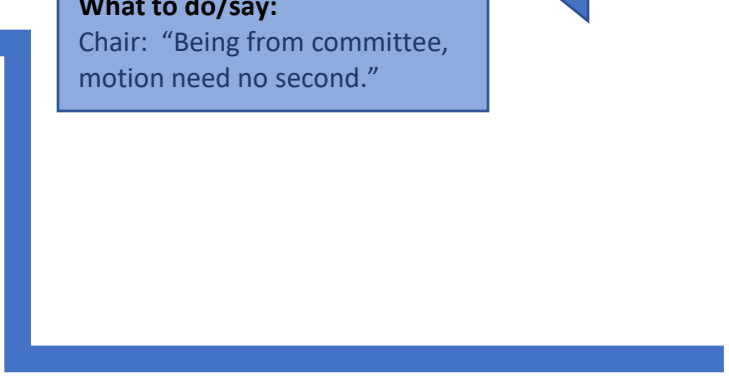 What to do/say:
Chair:  “Being from committee,
motion need no second.”